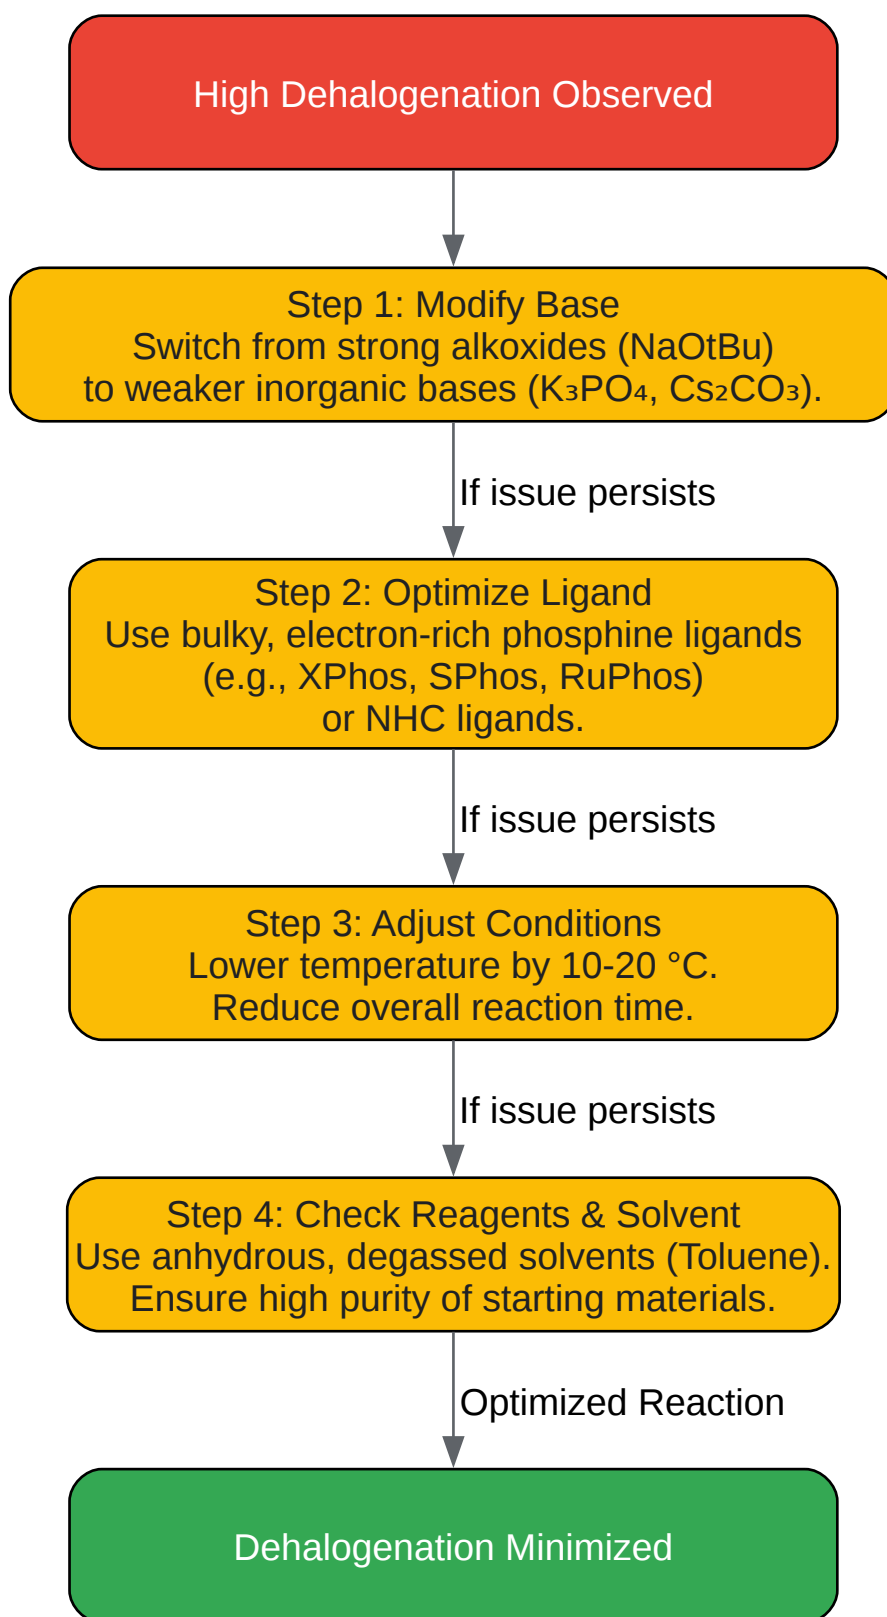 High Dehalogenation Observed
Step 1: Modify Base
Switch from strong alkoxides (NaOtBu)
to weaker inorganic bases (K₃PO₄, Cs₂CO₃).
If issue persists
Step 2: Optimize Ligand
Use bulky, electron-rich phosphine ligands
(e.g., XPhos, SPhos, RuPhos)
or NHC ligands.
If issue persists
Step 3: Adjust Conditions
Lower temperature by 10-20 °C.
Reduce overall reaction time.
If issue persists
Step 4: Check Reagents & Solvent
Use anhydrous, degassed solvents (Toluene).
Ensure high purity of starting materials.
Optimized Reaction
Dehalogenation Minimized